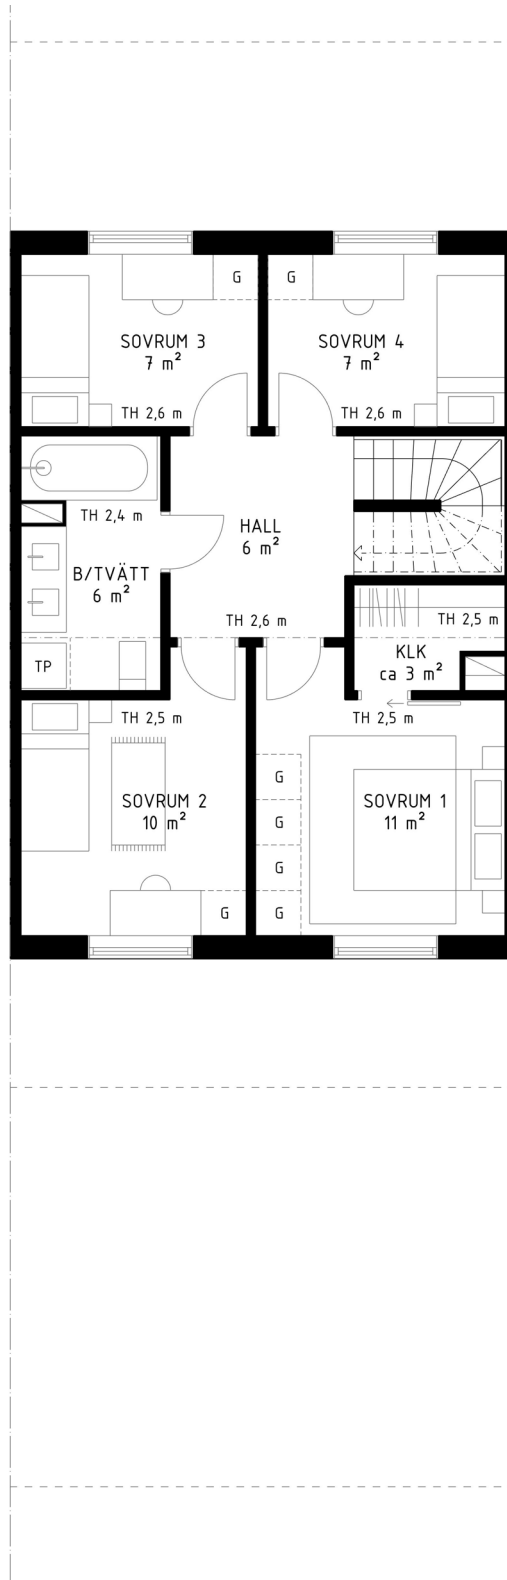 G
G
SOVRUM 3
7 m²
SOVRUM 4
7 m²
TH 2,6 m
TH 2,6 m
TH 2,4 m
HALL
6 m²
B/TVÄTT
6 m²
TH 2,6 m
TH 2,5 m
KLK
ca 3 m²
TP
TH 2,5 m
TH 2,5 m
G
SOVRUM 2
10 m²
SOVRUM 1
11 m²
G
G
G
G